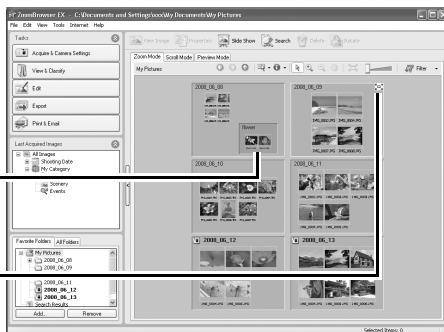 ZoomBrowser EX - C:\Documents and Settings\xxx\My Documents\My Pictures
File Edit View Tools Internet Help
Tasks
Acquire & Camera Settings
View & Classify
Edit
Export
Print & Email
View Image Properties Slide Show Search Delete Rotate
Zoom Mode Scroll Mode Preview Mode
My Pictures
Filter
2008_06_08
flower
2008_06_09
2008_06_10
2008_06_11
2008_06_12
2008_06_13
Last Acquired Images
All Images
Shooting Date
My Category
Scenery
Events
Favorite Folders All Folders
My Pictures
2008_06_08
2008_06_09
2008_06_11
2008_06_12
2008_06_13
Search Results
Add... Remove
Selected Items: 0